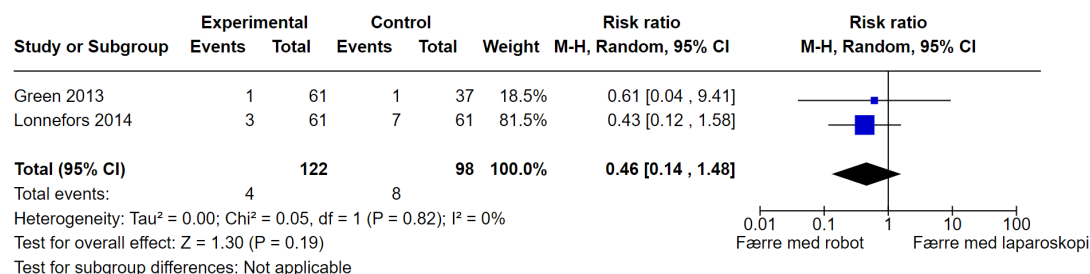 Experimental Control Risk ratio Risk ratio
Study or Subgroup Events Total Events Total Weight M-H, Random, 95% CI M-H, Random, 95% CI
Green 2013 1 61 1 37 18.5% 0.61 [0.04 , 9.41]
Lonnefors 2014 3 61 7 61 81.5% 0.43 [0.12 , 1.58]
Total (95% CI) 122 98 100.0% 0.46 [0.14 , 1.48]
Total events: 4 8
Heterogeneity: Tau² = 0.00; Chi² = 0.05, df = 1 (P = 0.82); I² = 0%
0.01 0.1 1 10 100
Test for overall effect: Z = 1.30 (P = 0.19)
Færre med robot Færre med laparoskopi
Test for subgroup differences: Not applicable